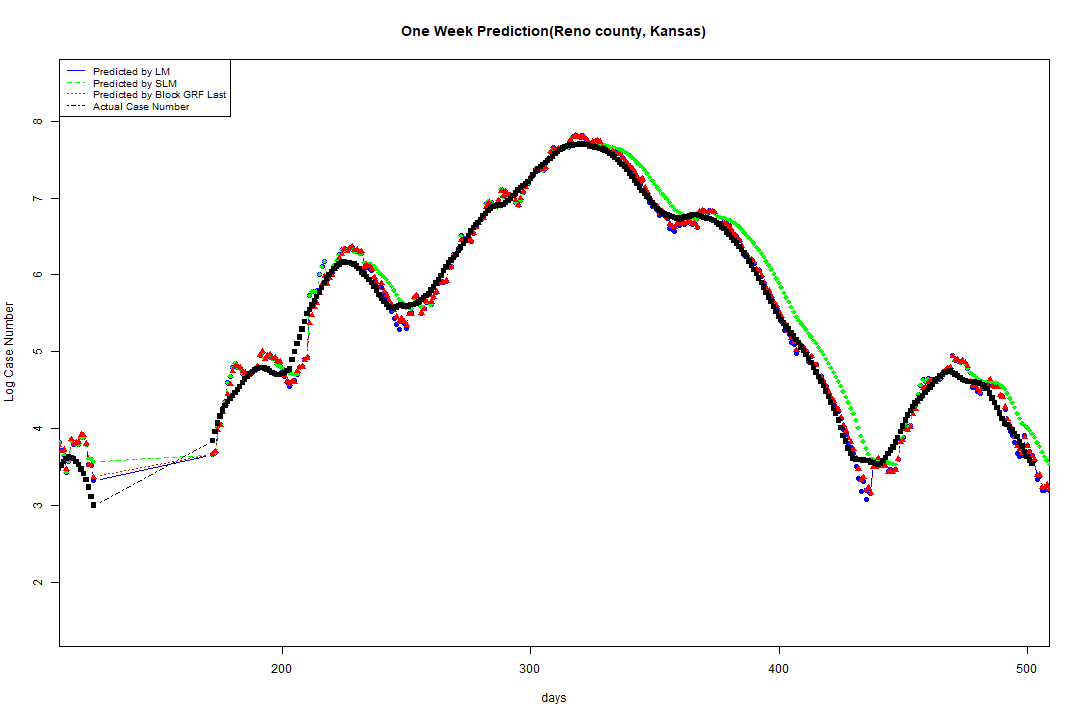 One Week Prediction(Reno county, Kansas)
Predicted by LM
Predicted by SLM
Predicted by Block GRF Last
Actual Case Number
8
7
6
5
4
3
2
Log Case Number
200
300
400
500
days